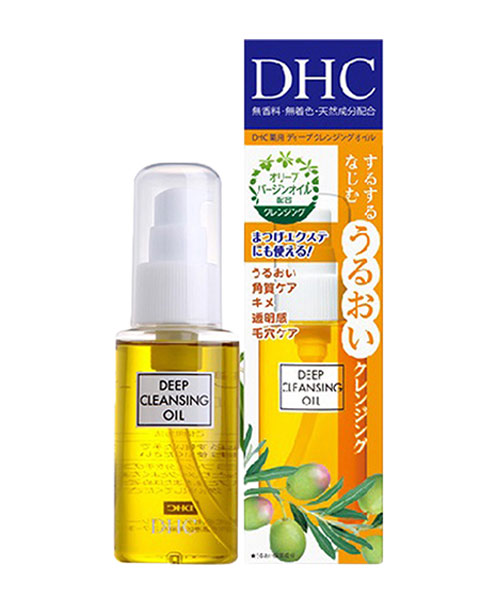 DHC
無香料・無着色・天然成分配合
DHC薬用 ディープクレンジングオイル
オリーブ
バージンオイル
配合
クレンジング
まつげエクステ
にも使える!
うるおい
角質ケア
キメ
透明感
毛穴ケア
するする
なじむ
うるおい
クレンジング
DEEP
CLEANSING
OIL
DEEP
CLEANSING
OIL
DHC
DHC